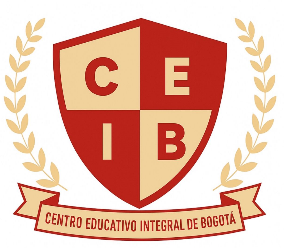 C E
I B
CENTRO EDUCATIVO INTEGRAL DE BOGOTÁ